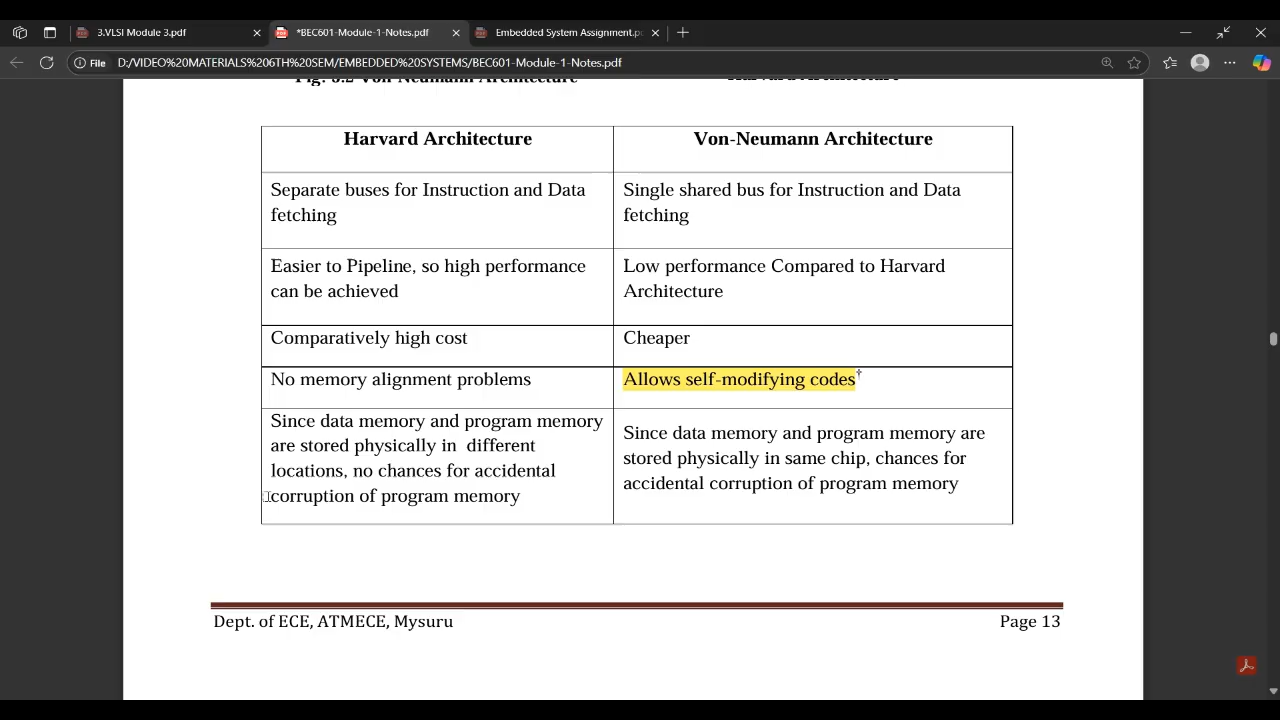 3.VLSI Module 3.pdf
*BEC601-Module-1-Notes.pdf
Embedded System Assignment.p
File
D:/VIDEO%20MATERIALS%206TH%20SEM/EMBEDDED%20SYSTEMS/BEC601-Module-1-Notes.pdf
Harvard Architecture
Von-Neumann Architecture
Separate buses for Instruction and Data
fetching
Single shared bus for Instruction and Data
fetching
Easier to Pipeline, so high performance
can be achieved
Low performance Compared to Harvard
Architecture
Comparatively high cost
Cheaper
No memory alignment problems
Allows self-modifying codes†
Since data memory and program memory
are stored physically in different
locations, no chances for accidental
corruption of program memory
Since data memory and program memory are
stored physically in same chip, chances for
accidental corruption of program memory
Dept. of ECE, ATMECE, Mysuru
Page 13